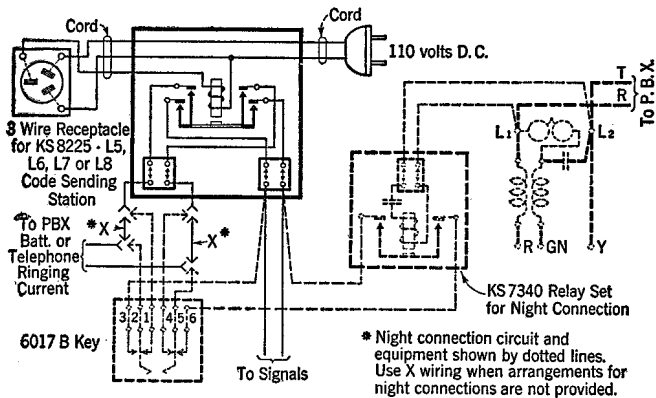 Cord
Cord
110 volts D.C.
T
R
To P.B.X.
L1
L2
3 Wire Receptacle
for KS 8225 - L5,
L6, L7 or L8
Code Sending
Station
To PBX
Batt. or
Telephone
Ringing
Current
* X
X *
R GN Y
KS 7340 Relay Set
for Night Connection
3 2 1 4 5 6
6017 B Key
To Signals
* Night connection circuit and
equipment shown by dotted lines.
Use X wiring when arrangements for
night connections are not provided.